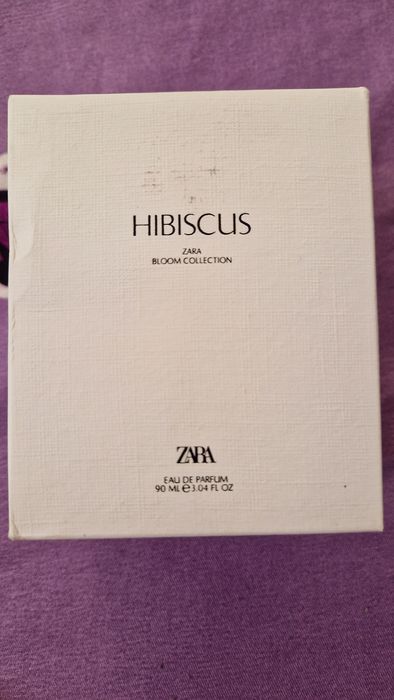 HIBISCUS
ZARA
BLOOM COLLECTION
ZARA
EAU DE PARFUM
90 ML ℮ 3.04 FL OZ